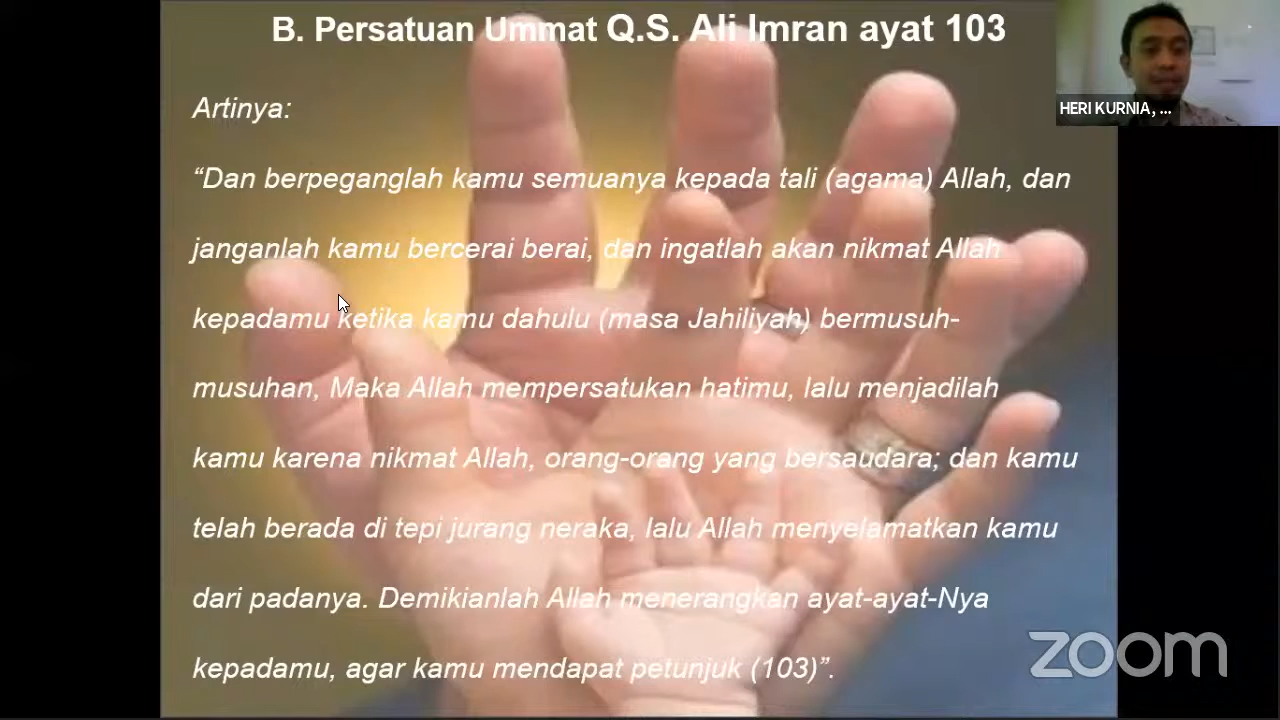 B. Persatuan Ummat Q.S. Ali Imran ayat 103
HERI KURNIA, ...
Artinya:
“Dan berpeganglah kamu semuanya kepada tali (agama) Allah, dan
janganlah kamu bercerai berai, dan ingatlah akan nikmat Allah
kepadamu ketika kamu dahulu (masa Jahiliyah) bermusuh-
musuhan, Maka Allah mempersatukan hatimu, lalu menjadilah
kamu karena nikmat Allah, orang-orang yang bersaudara; dan kamu
telah berada di tepi jurang neraka, lalu Allah menyelamatkan kamu
dari padanya. Demikianlah Allah menerangkan ayat-ayat-Nya
kepadamu, agar kamu mendapat petunjuk (103)”.
zoom